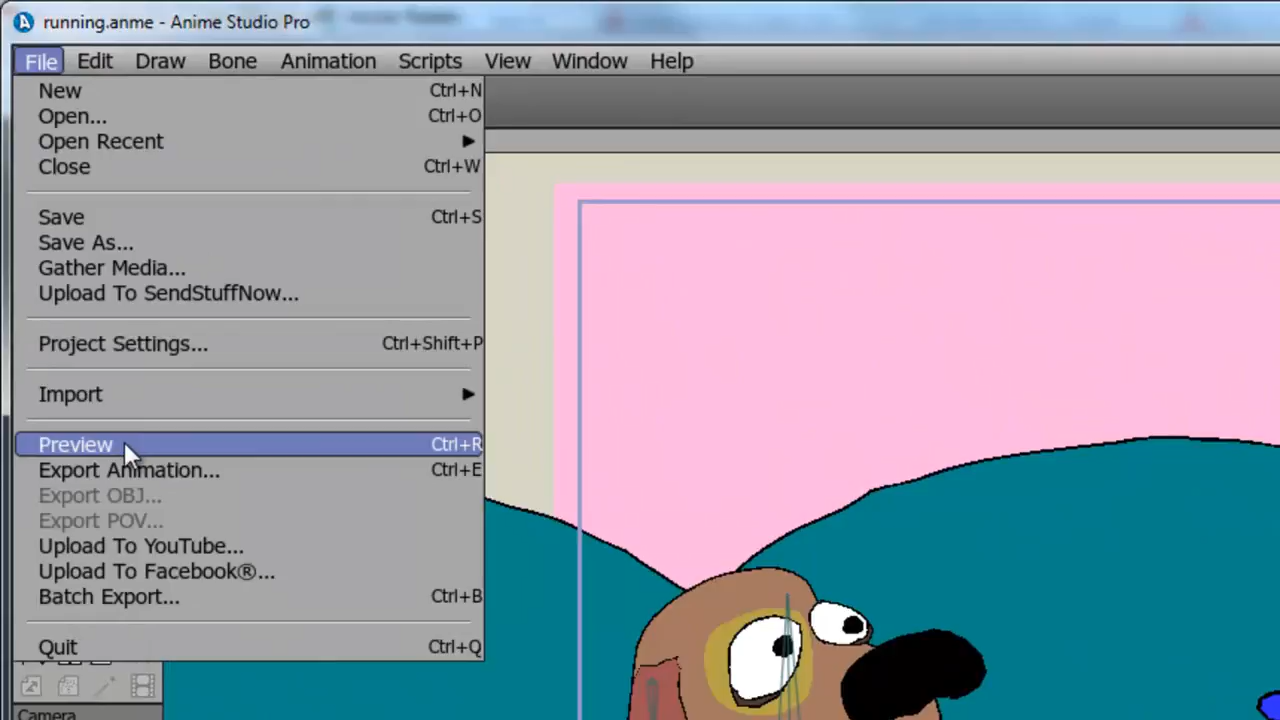 running.anme - Anime Studio Pro
File Edit Draw Bone Animation Scripts View Window Help
New Ctrl+N
Open... Ctrl+O
Open Recent
Close Ctrl+W
Save Ctrl+S
Save As...
Gather Media...
Upload To SendStuffNow...
Project Settings... Ctrl+Shift+P
Import
Preview Ctrl+R
Export Animation... Ctrl+E
Export OBJ...
Export POV...
Upload To YouTube...
Upload To Facebook®...
Batch Export... Ctrl+B
Quit Ctrl+Q
Camera